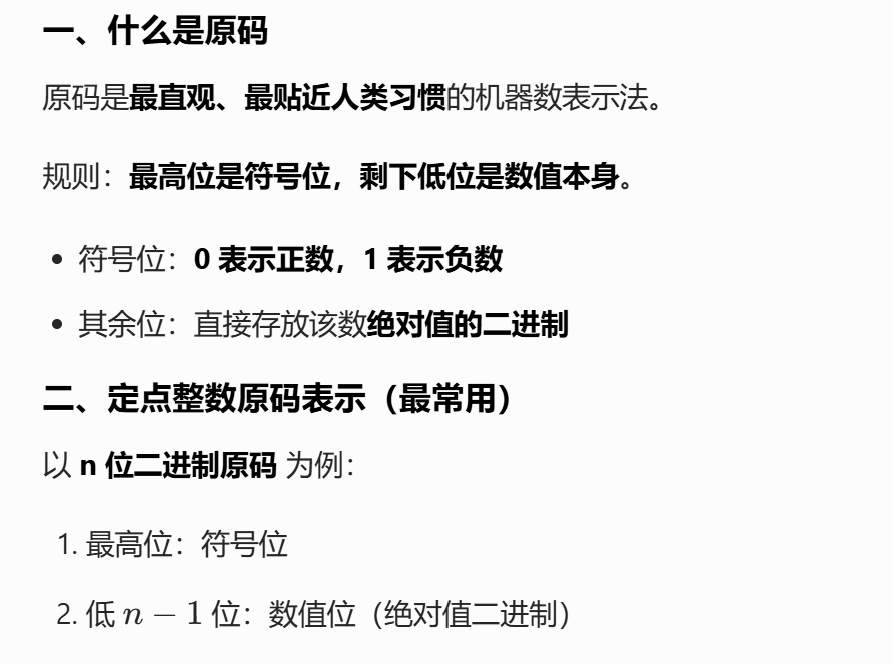 一、什么是原码
原码是最直观、最贴近人类习惯的机器数表示法。
规则：最高位是符号位，剩下低位是数值本身。
• 符号位：0 表示正数，1 表示负数
• 其余位：直接存放该数绝对值的二进制
二、定点整数原码表示（最常用）
以 n 位二进制原码 为例：
1. 最高位：符号位
2. 低 n − 1 位：数值位（绝对值二进制）